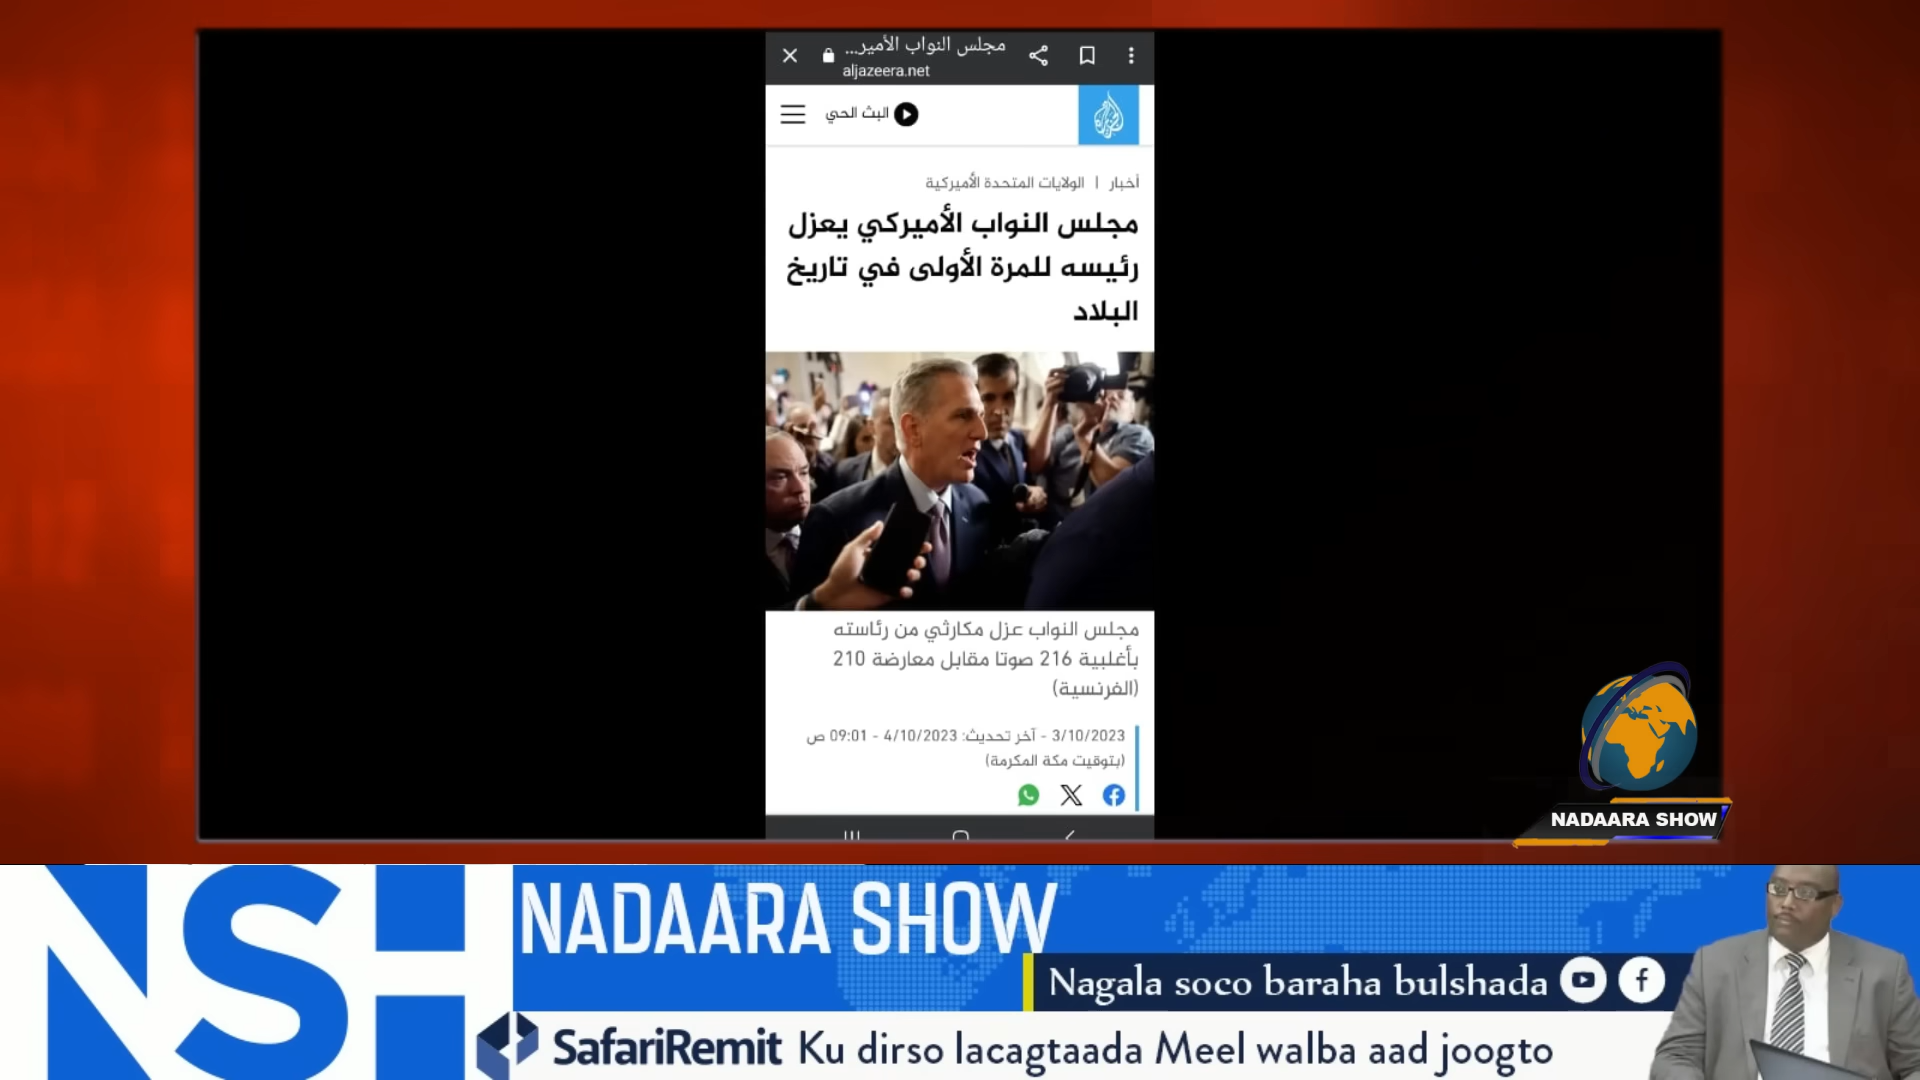 مجلس النواب الأمير...
aljazeera.net
البث الحي
أخبار | الولايات المتحدة الأميركية
مجلس النواب الأميركي يعزل
رئيسه للمرة الأولى في تاريخ
البلاد
مجلس النواب عزل مكارثي من رئاسته
بأغلبية 216 صوتا مقابل معارضة 210
(الفرنسية)
3/10/2023 - آخر تحديث: 4/10/2023 - 09:01 ص
(بتوقيت مكة المكرمة)
NADAARA SHOW
NSH
NADAARA SHOW
Nagala soco baraha bulshada
SafariRemit Ku dirso lacagtaada Meel walba aad joogto